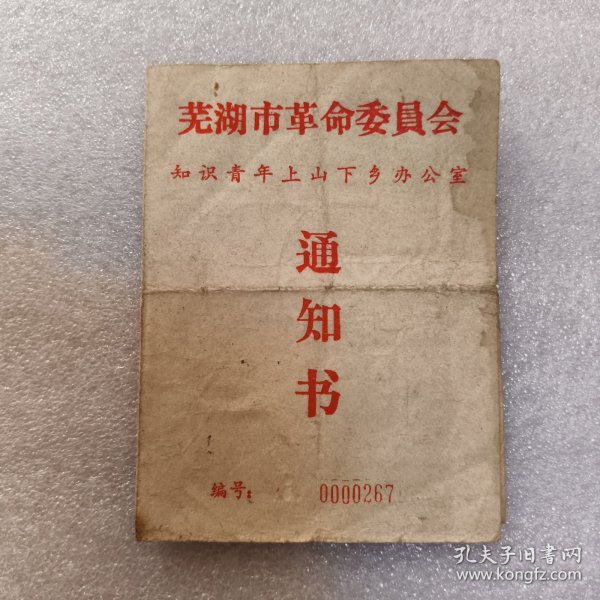 芜湖市革命委員会
知识青年上山下乡办公室
通知书
编号: 0000267
孔夫子旧书网
www.kongfz.com